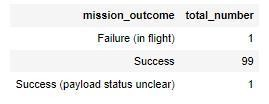 mission_outcome total_number
Failure (in flight) 1
Success 99
Success (payload status unclear) 1